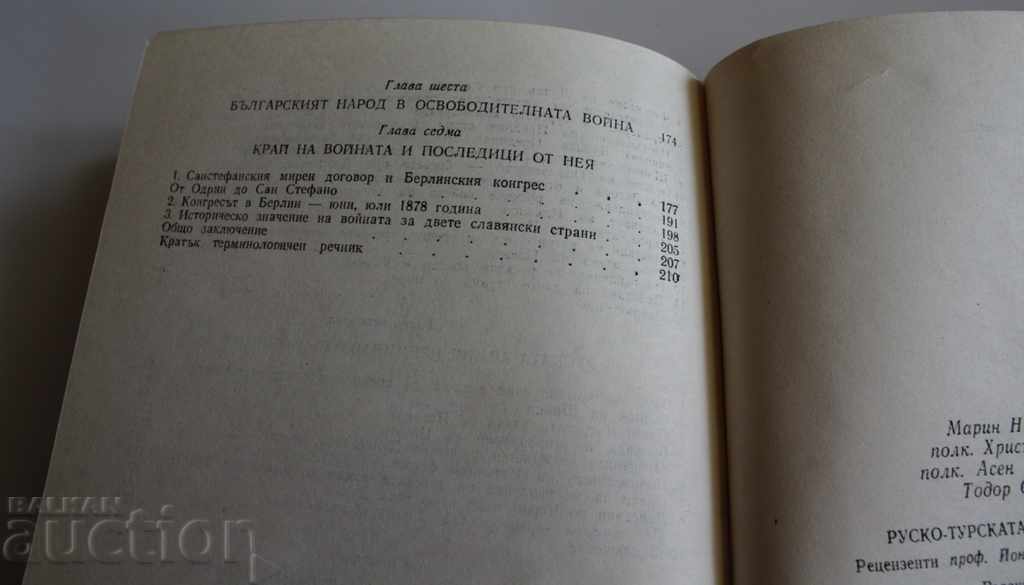 Глава шеста
БЪЛГАРСКИЯТ НАРОД В ОСВОБОДИТЕЛНАТА ВОЙНА . 174
Глава седма
КРАЙ НА ВОЙНАТА И ПОСЛЕДИЦИ ОТ НЕЯ
1. Санстефанския мирен договор и Берлинския конгрес . . . 177
От Одрин до Сан Стефано . . . . . . . . 191
2. Конгресът в Берлин — юни, юли 1878 година . . . . . 198
3. Историческо значение на войната за двете славянски страни . . 205
Общо заключение . . . . . . . . . . 207
Кратък терминологичен речник . . . . . . . . 210
Марин Н
полк. Христ
полк. Асен
Тодор
РУСКО-ТУРСКАТА
Рецензенти проф. Йон
BALKAN
auction